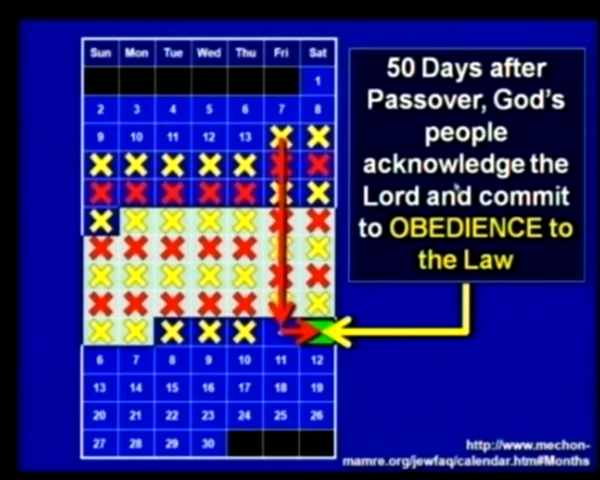 Sun Mon Tue Wed Thu Fri Sat
1
2 3 4 5 6 7 8
9 10 11 12 13
6 7 8 9 10 11 12
13 14 15 16 17 18 19
20 21 22 23 24 25 26
27 28 29 30
50 Days after
Passover, God's
people
acknowledge the
Lord and commit
to OBEDIENCE to
the Law
http://www.mechon-
mamre.org/jewfaq/calendar.htm#Months